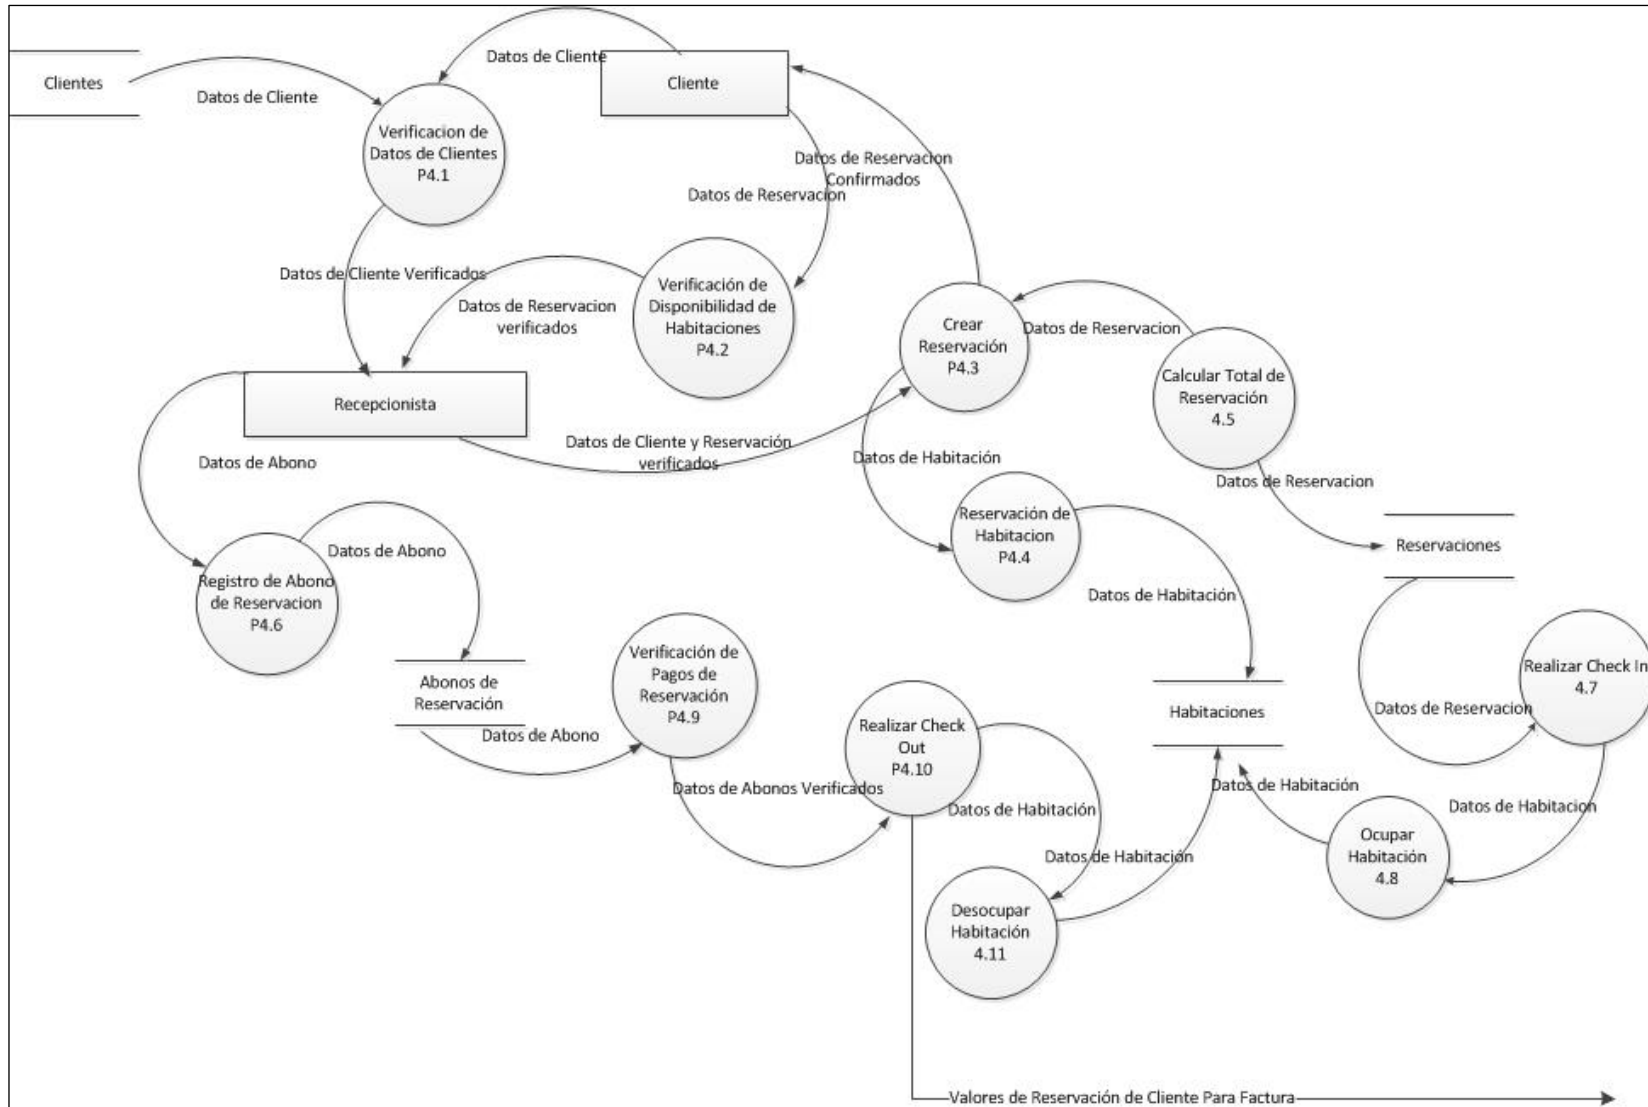 Datos de Cliente
Clientes
Cliente
Datos de Cliente
Verificacion de
Datos de Clientes
P4.1
Datos de Reservacion
Confirmados
Datos de Reservacion
Datos de Cliente Verificados
Verificación de
Disponibilidad de
Habitaciones
P4.2
Datos de Reservacion
verificados
Crear
Reservación
P4.3
Datos de Reservacion
Calcular Total de
Reservación
4.5
Recepcionista
Datos de Cliente y Reservación
verificados
Datos de Abono
Datos de Habitación
Datos de Reservacion
Reservación de
Habitacion
P4.4
Reservaciones
Datos de Abono
Registro de Abono
de Reservacion
P4.6
Datos de Habitación
Verificación de
Pagos de
Reservación
P4.9
Realizar Check In
4.7
Abonos de
Reservación
Habitaciones
Datos de Reservacion
Datos de Abono
Realizar Check
Out
P4.10
Datos de Abonos Verificados
Datos de Habitación
Datos de Habitación
Datos de Habitacion
Ocupar
Habitación
4.8
Datos de Habitación
Desocupar
Habitación
4.11
Valores de Reservación de Cliente Para Factura